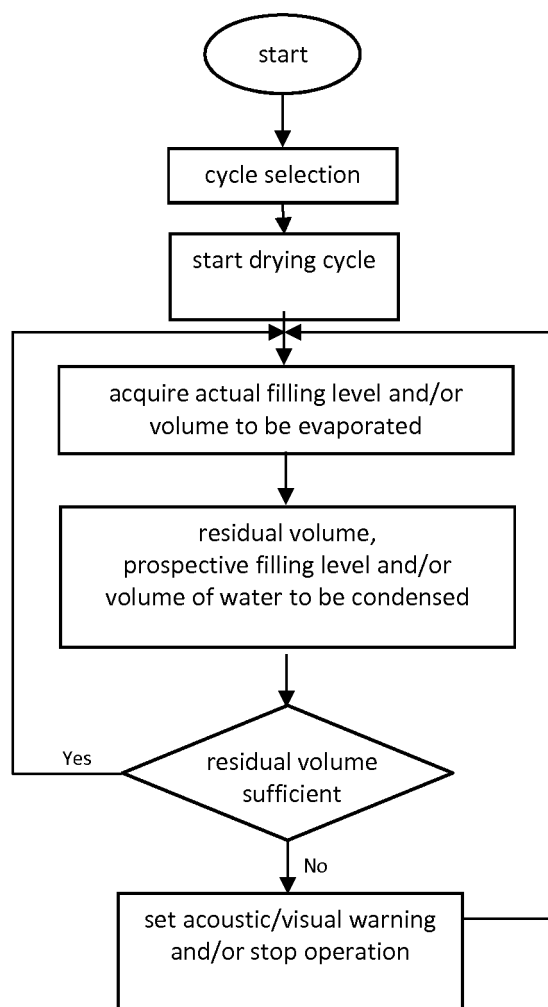 start
cycle selection
start drying cycle
acquire actual filling level and/or
volume to be evaporated
residual volume,
prospective filling level and/or
volume of water to be condensed
Yes
residual volume
sufficient
No
set acoustic/visual warning
and/or stop operation